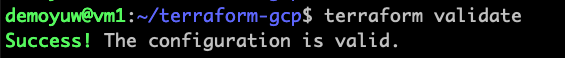 demoyuw@vm1:~/terraform-gcp$ terraform validate
Success! The configuration is valid.